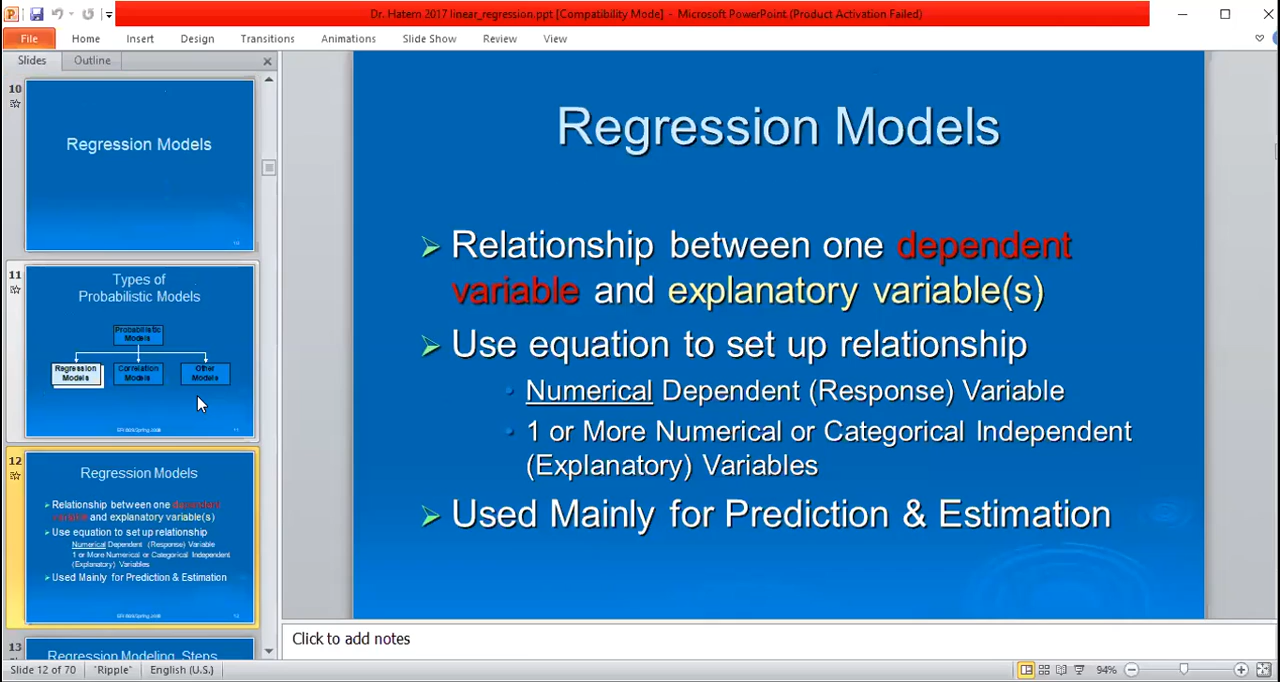 Dr. Hatem 2017 linear_regression.ppt [Compatibility Mode] - Microsoft PowerPoint (Product Activation Failed)
File Home Insert Design Transitions Animations Slide Show Review View
Slides Outline
10
Regression Models
11
Types of
Probabilistic Models
Probabilistic
Models
Regression Correlation Other
Models Models Models
12
Regression Models
Relationship between one dependent
variable and explanatory variable(s)
Use equation to set up relationship
Numerical Dependent (Response) Variable
1 or More Numerical or Categorical Independent
(Explanatory) Variables
Used Mainly for Prediction & Estimation
13
Regression Modeling Steps
Regression Models
Relationship between one dependent
variable and explanatory variable(s)
Use equation to set up relationship
Numerical Dependent (Response) Variable
1 or More Numerical or Categorical Independent
(Explanatory) Variables
Used Mainly for Prediction & Estimation
Click to add notes
Slide 12 of 70 "Ripple" English (U.S.) 94%